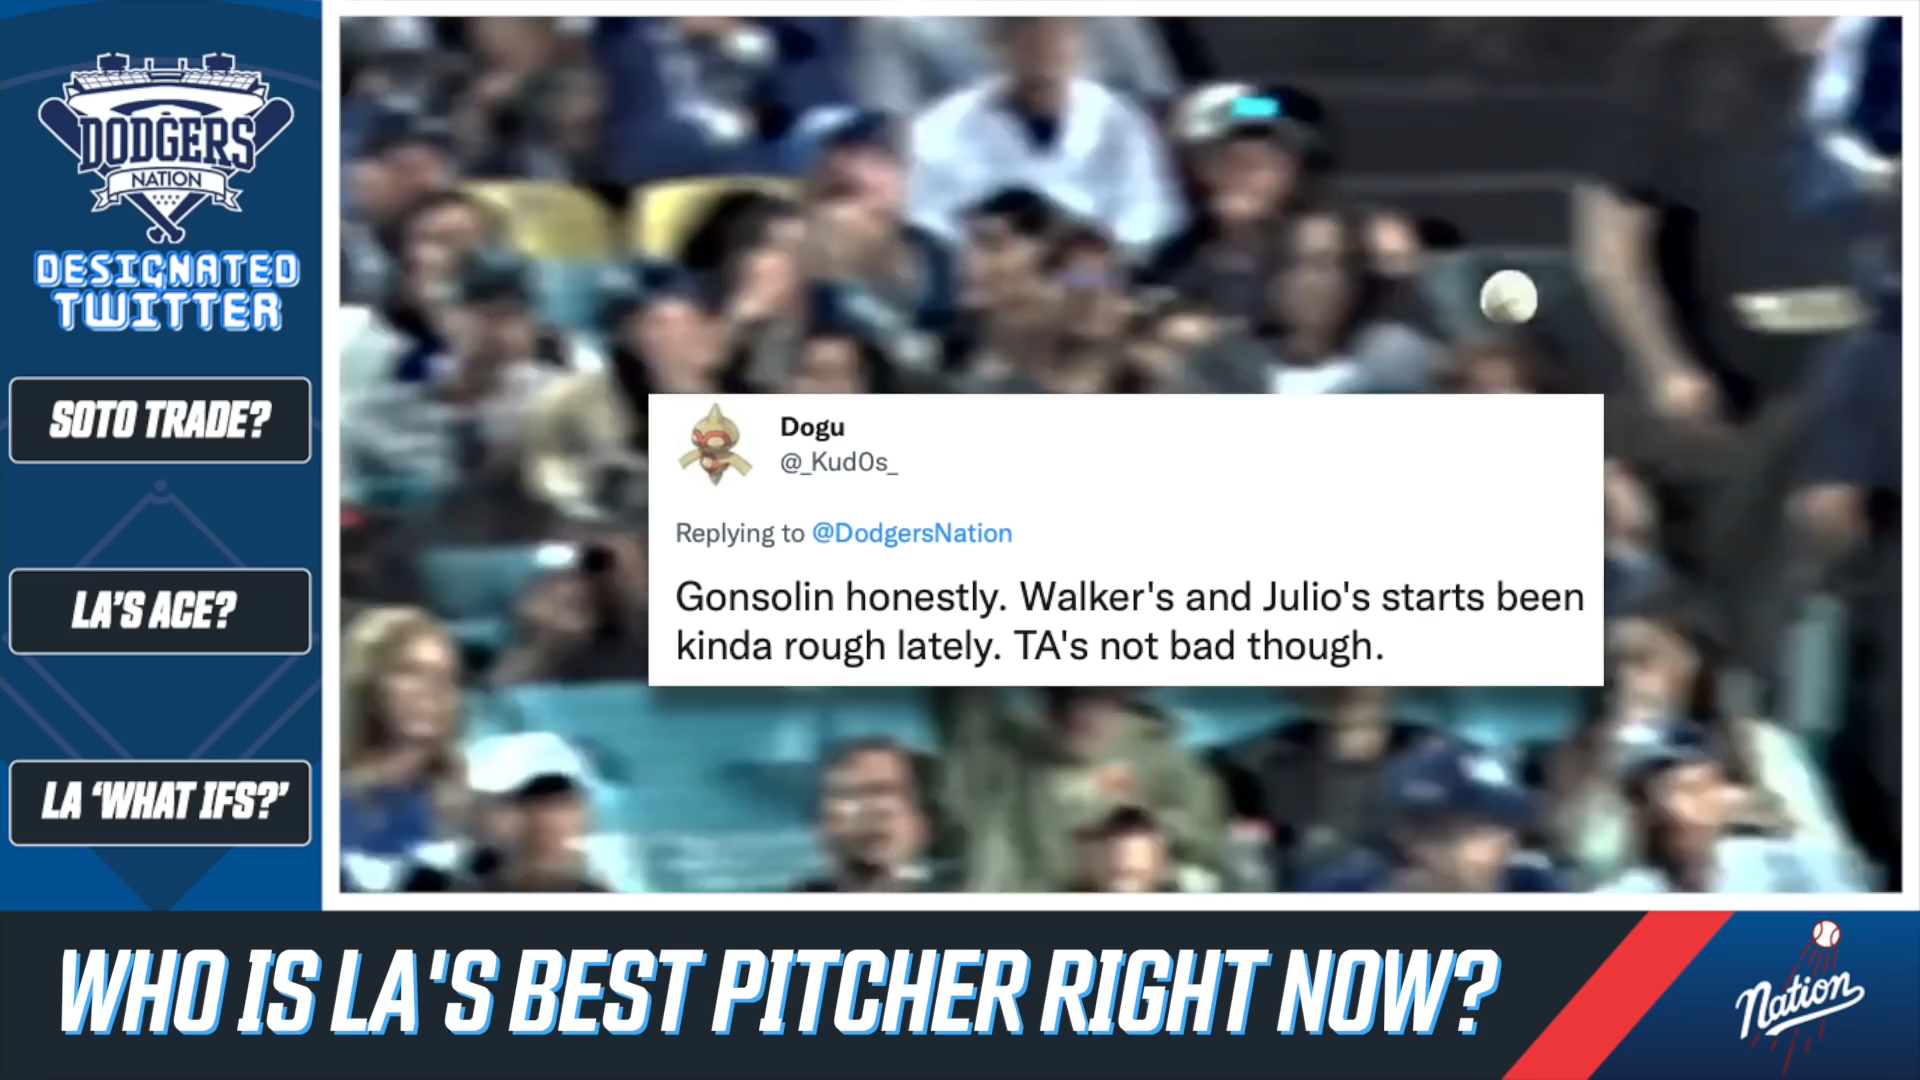 DODGERS
NATION
DESIGNATED
TWITTER
SOTO TRADE?
LA'S ACE?
LA 'WHAT IFS?'
Dogu
@_Kud0s_
Replying to @DodgersNation
Gonsolin honestly. Walker's and Julio's starts been
kinda rough lately. TA's not bad though.
WHO IS LA'S BEST PITCHER RIGHT NOW?
Nation